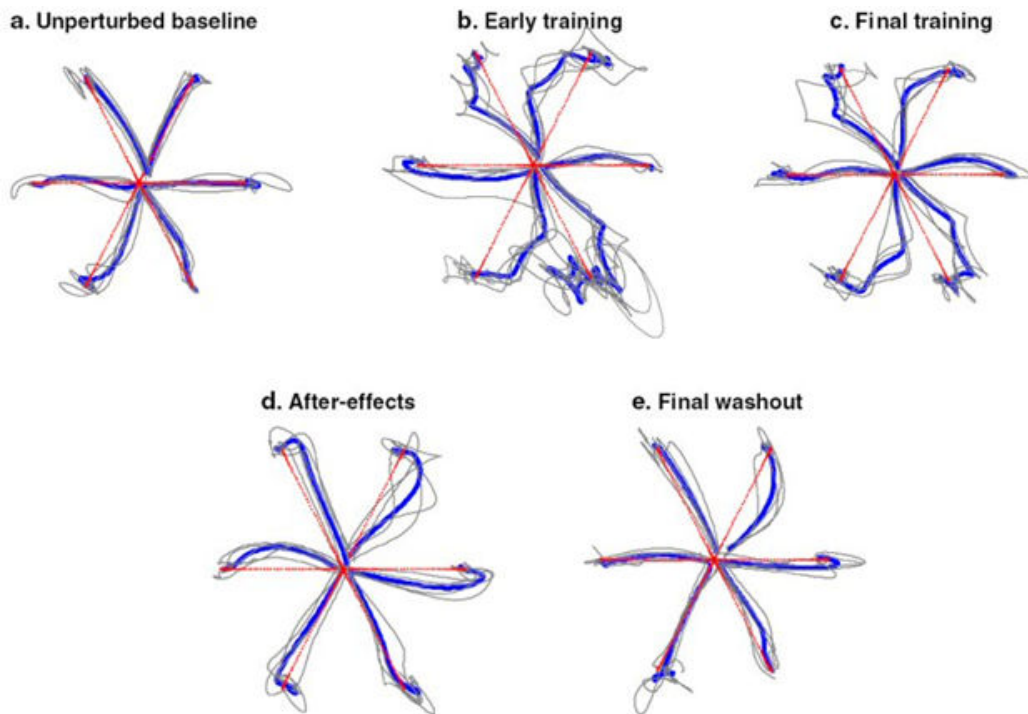 a. Unperturbed baseline
b. Early training
c. Final training
d. After-effects
e. Final washout